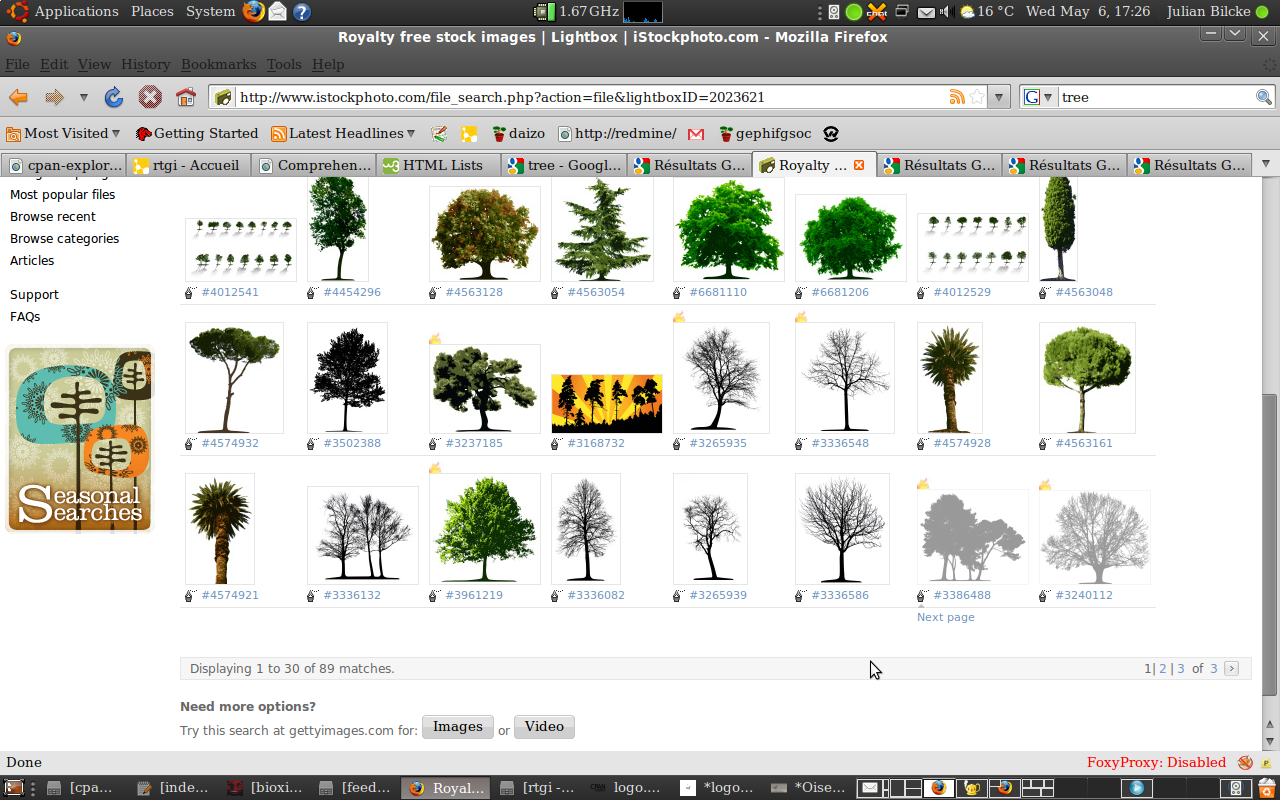 Applications Places System 1.67 GHz 16 °C Wed May 6, 17:26 Julian Bilcke
Royalty free stock images | Lightbox | iStockphoto.com - Mozilla Firefox
File Edit View History Bookmarks Tools Help
http://www.istockphoto.com/file_search.php?action=file&lightboxID=2023621 tree
Most Visited Getting Started Latest Headlines daizo http://redmine/ gephifgsoc
cpan-explor... rtgi - Accueil Comprehen... HTML Lists tree - Googl... Résultats G... Royalty ... Résultats G... Résultats G... Résultats G...
Most popular files
Browse recent
Browse categories
Articles
Support
FAQs
Seasonal
Searches
#4012541 #4454296 #4563128 #4563054 #6681110 #6681206 #4012529 #4563048
#4574932 #3502388 #3237185 #3168732 #3265935 #3336548 #4574928 #4563161
#4574921 #3336132 #3961219 #3336082 #3265939 #3336586 #3386488 #3240112
Next page
Displaying 1 to 30 of 89 matches. 1| 2 | 3 of 3
Need more options?
Try this search at gettyimages.com for: Images or Video
Done FoxyProxy: Disabled
[cpa... [inde... [bioxi... [feed... Royal... [rtgi -... logo.... *logo... *Oise...